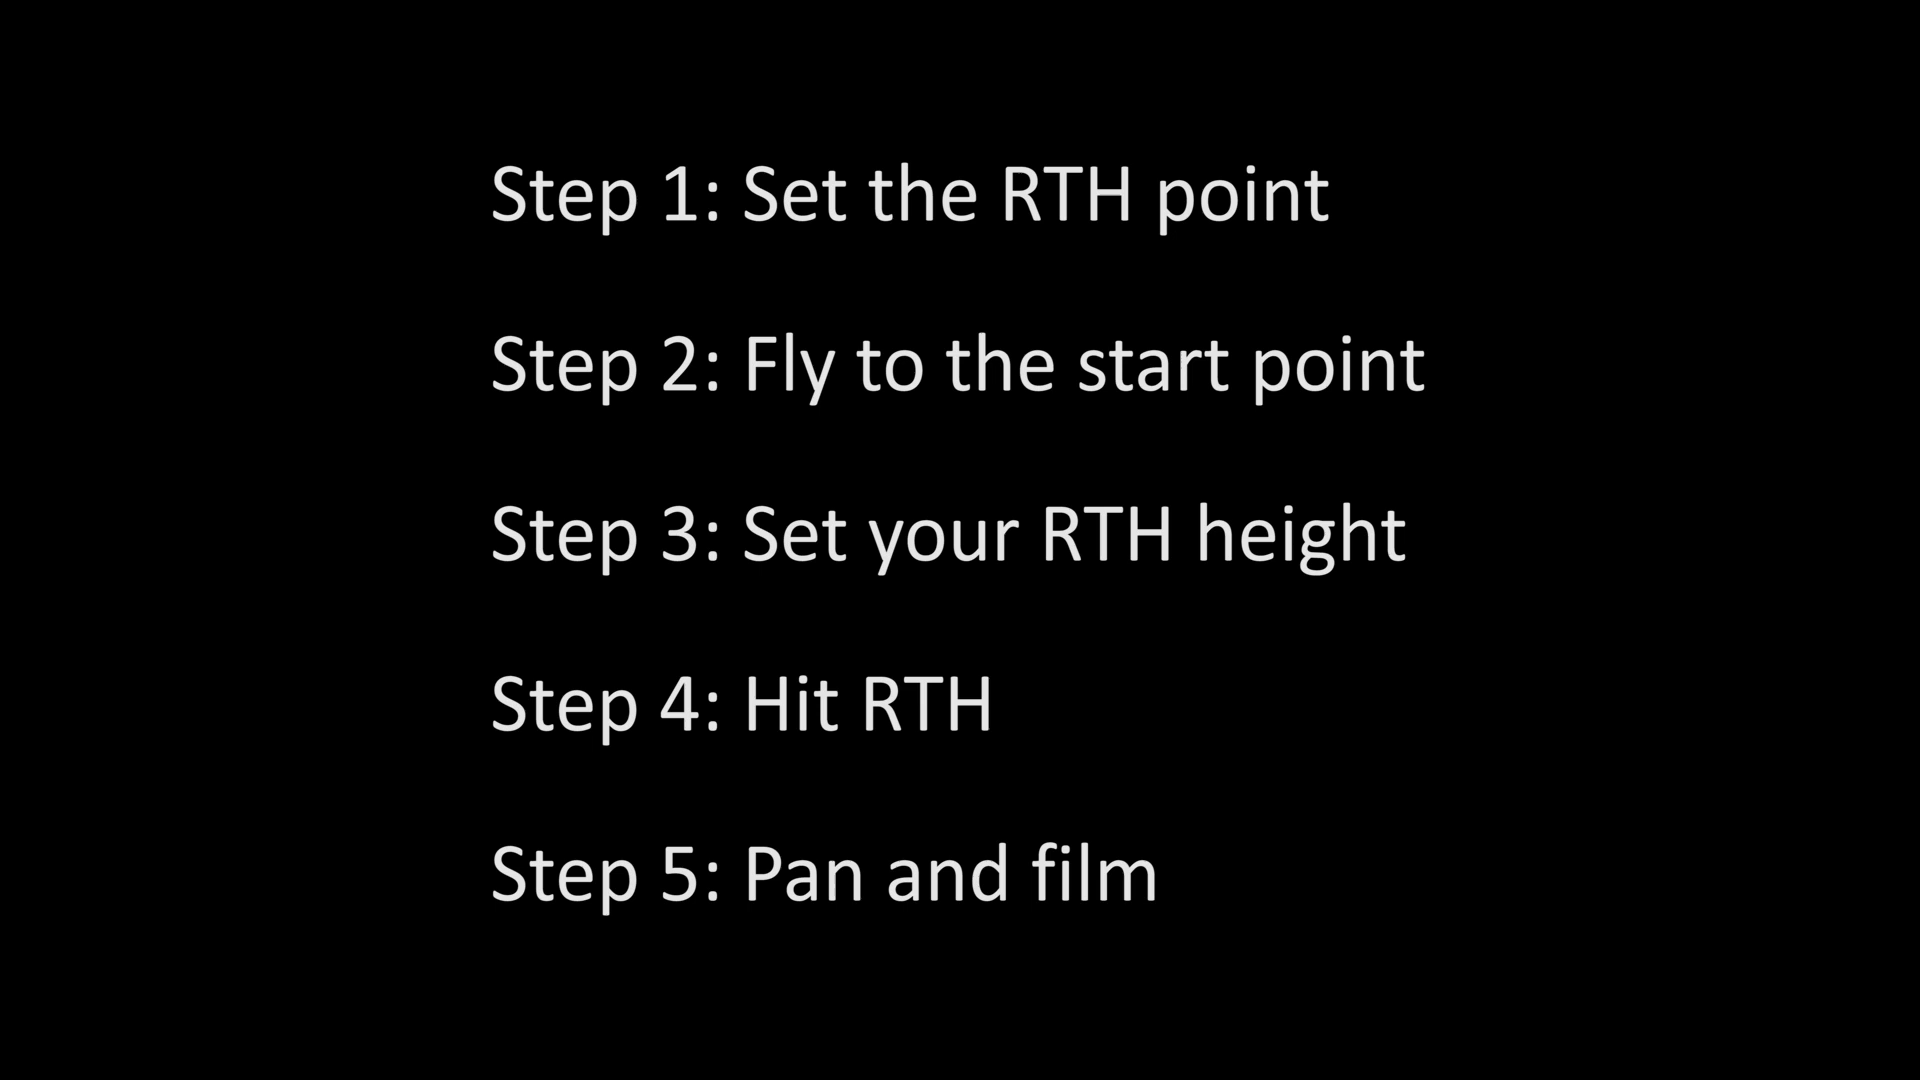 Step 1: Set the RTH point
Step 2: Fly to the start point
Step 3: Set your RTH height
Step 4: Hit RTH
Step 5: Pan and film